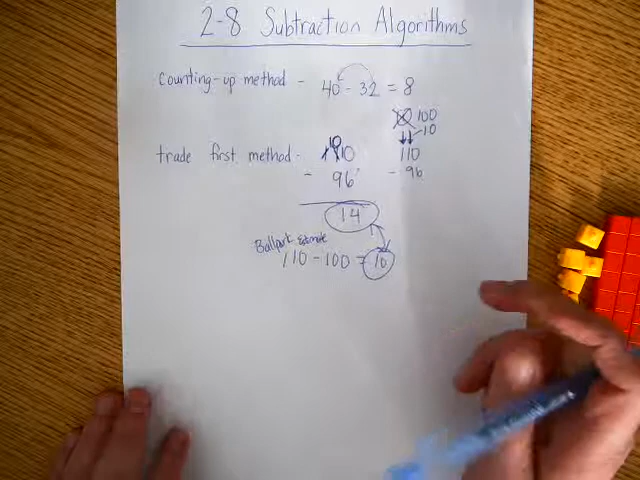 2-8 Subtraction Algorithms
counting-up method - 40 - 32 = 8
100
10
trade first method - 10 110
110
- 96 - 96
14
Ballpark Estimate
110 - 100 = 10